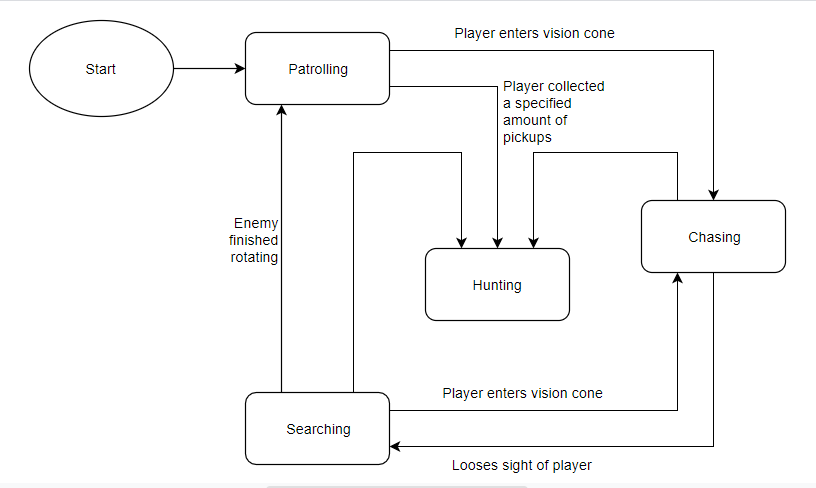 Player enters vision cone
Start
Patrolling
Player collected
a specified
amount of
pickups
Enemy
finished
rotating
Chasing
Hunting
Player enters vision cone
Searching
Looses sight of player